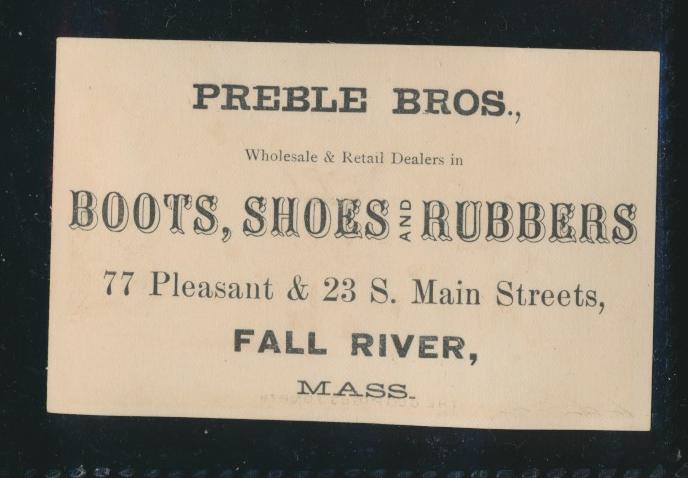 PREBLE BROS.,
Wholesale & Retail Dealers in
BOOTS, SHOES AND RUBBERS
77 Pleasant & 23 S. Main Streets,
FALL RIVER,
MASS.